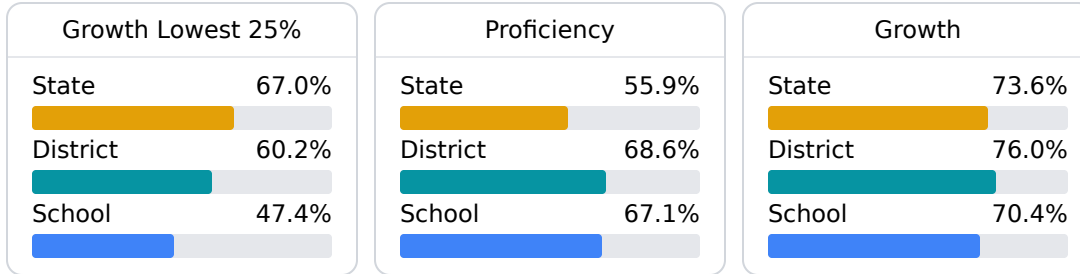 Growth Lowest 25%
State 67.0%
District 60.2%
School 47.4%
Proficiency
State 55.9%
District 68.6%
School 67.1%
Growth
State 73.6%
District 76.0%
School 70.4%